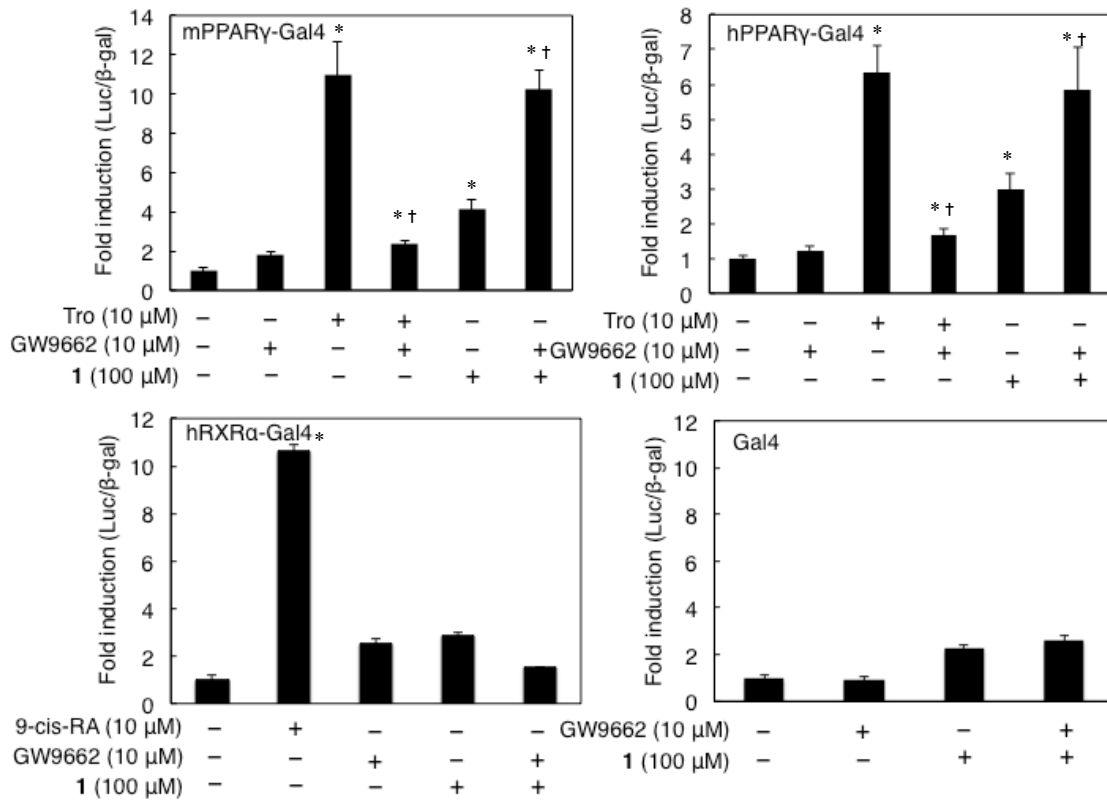 mPPARγ-Gal4
Fold induction (Luc/β-gal)
14
12
10
8
6
4
2
0
*
* †
*
* †
Tro (10 μM) – – + + – –
GW9662 (10 μM) – + – + – +
1 (100 μM) – – – – + +
hPPARγ-Gal4
Fold induction (Luc/β-gal)
8
7
6
5
4
3
2
1
0
*
* †
*
* †
Tro (10 μM) – – + + – –
GW9662 (10 μM) – + – + – +
1 (100 μM) – – – – + +
hRXRα-Gal4
Fold induction (Luc/β-gal)
12
10
8
6
4
2
0
*
9-cis-RA (10 μM) – + – – –
GW9662 (10 μM) – – + – +
1 (100 μM) – – – + +
Gal4
Fold induction (Luc/β-gal)
12
10
8
6
4
2
0
GW9662 (10 μM) – + – +
1 (100 μM) – – + +